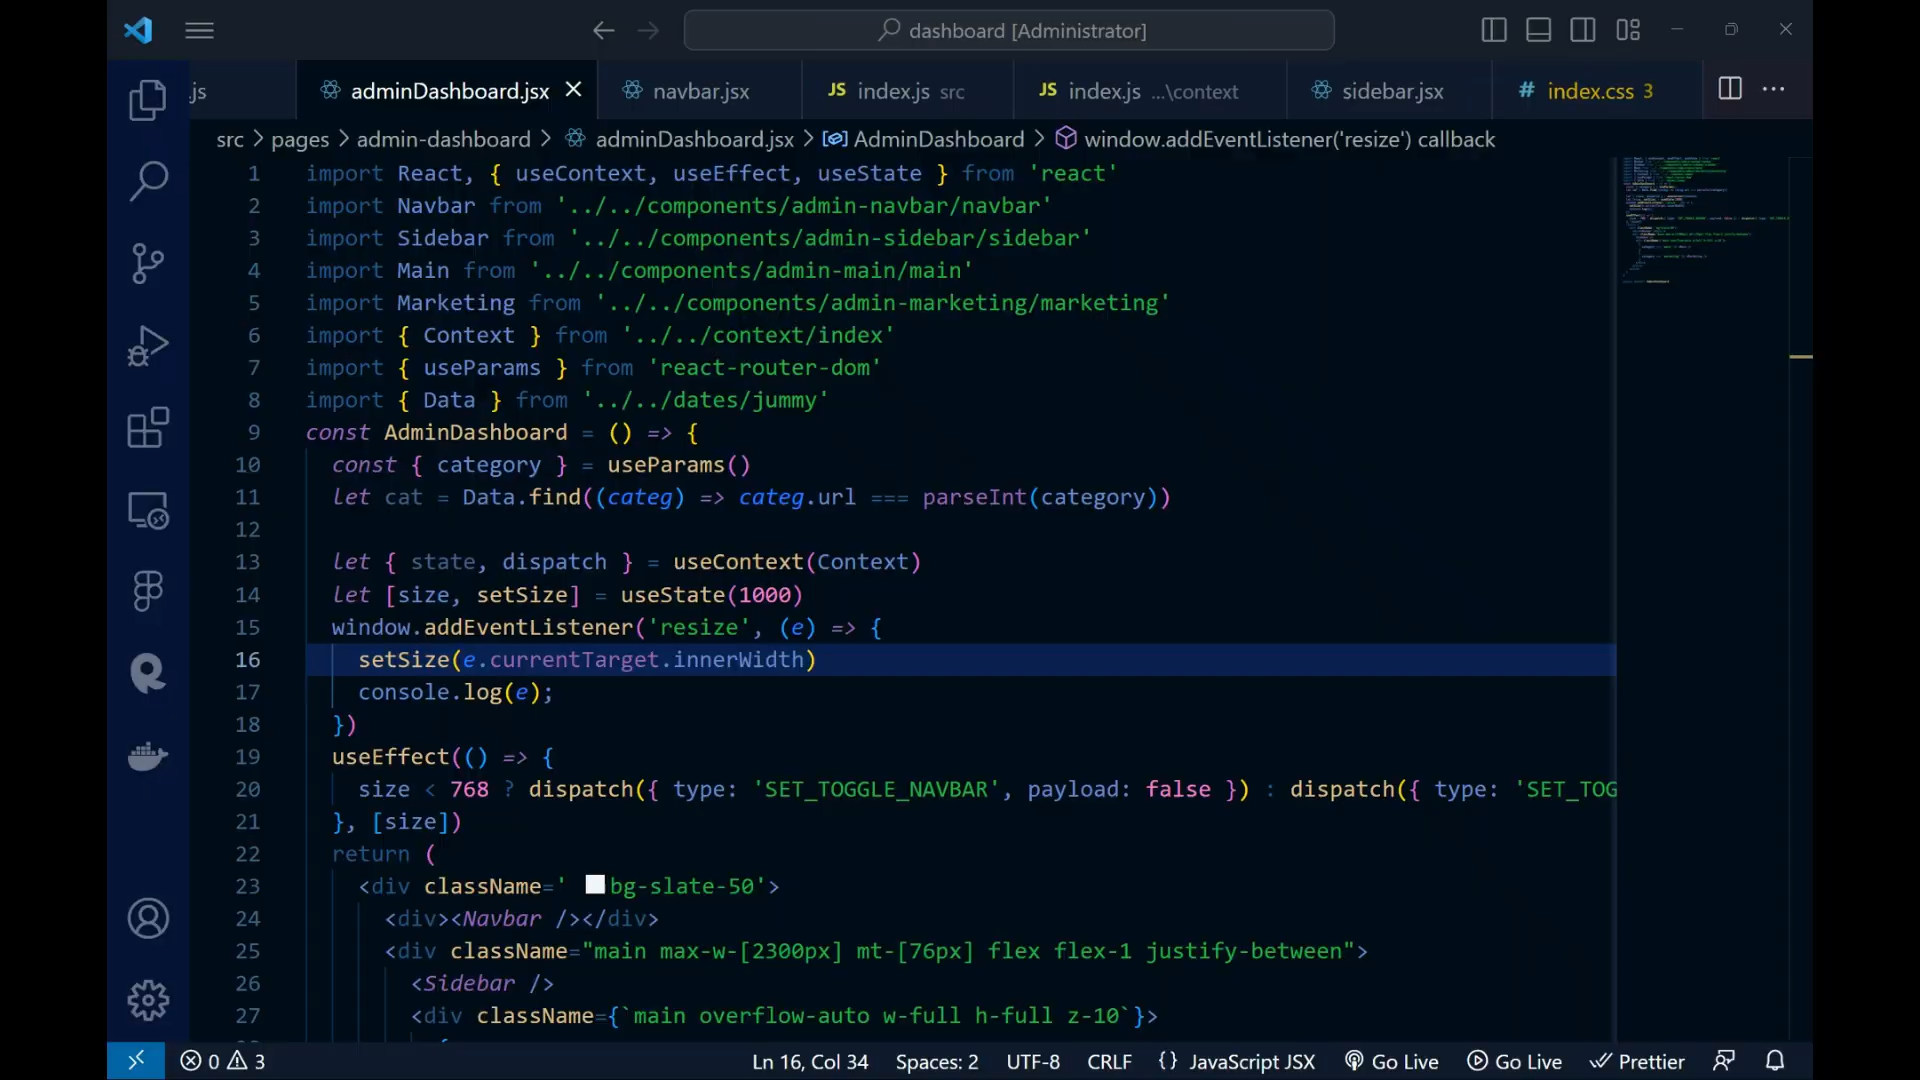 dashboard [Administrator]
.js
adminDashboard.jsx
navbar.jsx
JS index.js src
JS index.js ...\context
sidebar.jsx
# index.css 3
src > pages > admin-dashboard > adminDashboard.jsx > AdminDashboard > window.addEventListener('resize') callback
1 import React, { useContext, useEffect, useState } from 'react'
2 import Navbar from '../../components/admin-navbar/navbar'
3 import Sidebar from '../../components/admin-sidebar/sidebar'
4 import Main from '../../components/admin-main/main'
5 import Marketing from '../../components/admin-marketing/marketing'
6 import { Context } from '../../context/index'
7 import { useParams } from 'react-router-dom'
8 import { Data } from '../../dates/jummy'
9 const AdminDashboard = () => {
10 const { category } = useParams()
11 let cat = Data.find((categ) => categ.url === parseInt(category))
12
13 let { state, dispatch } = useContext(Context)
14 let [size, setSize] = useState(1000)
15 window.addEventListener('resize', (e) => {
16 setSize(e.currentTarget.innerWidth)
17 console.log(e);
18 })
19 useEffect(() => {
20 size < 768 ? dispatch({ type: 'SET_TOGGLE_NAVBAR', payload: false }) : dispatch({ type: 'SET_TOG
21 }, [size])
22 return (
23 <div className=' bg-slate-50'>
24 <div><Navbar /></div>
25 <div className="main max-w-[2300px] mt-[76px] flex flex-1 justify-between">
26 <Sidebar />
27 <div className={`main overflow-auto w-full h-full z-10`}>
0 3
Ln 16, Col 34
Spaces: 2
UTF-8
CRLF
{ } JavaScript JSX
Go Live
Go Live
Prettier